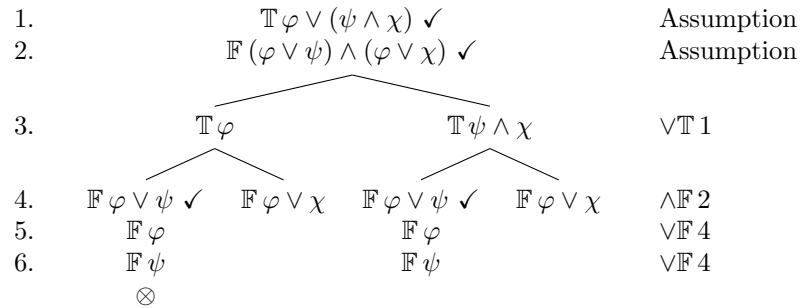 1. 𝕋 φ ∨ (ψ ∧ χ) ✓ Assumption
2. 𝔽 (φ ∨ ψ) ∧ (φ ∨ χ) ✓ Assumption
3. 𝕋 φ 𝕋 ψ ∧ χ ∨𝕋 1
4. 𝔽 φ ∨ ψ ✓ 𝔽 φ ∨ χ 𝔽 φ ∨ ψ ✓ 𝔽 φ ∨ χ ∧𝔽 2
5. 𝔽 φ 𝔽 φ ∨𝔽 4
6. 𝔽 ψ 𝔽 ψ ∨𝔽 4
⊗